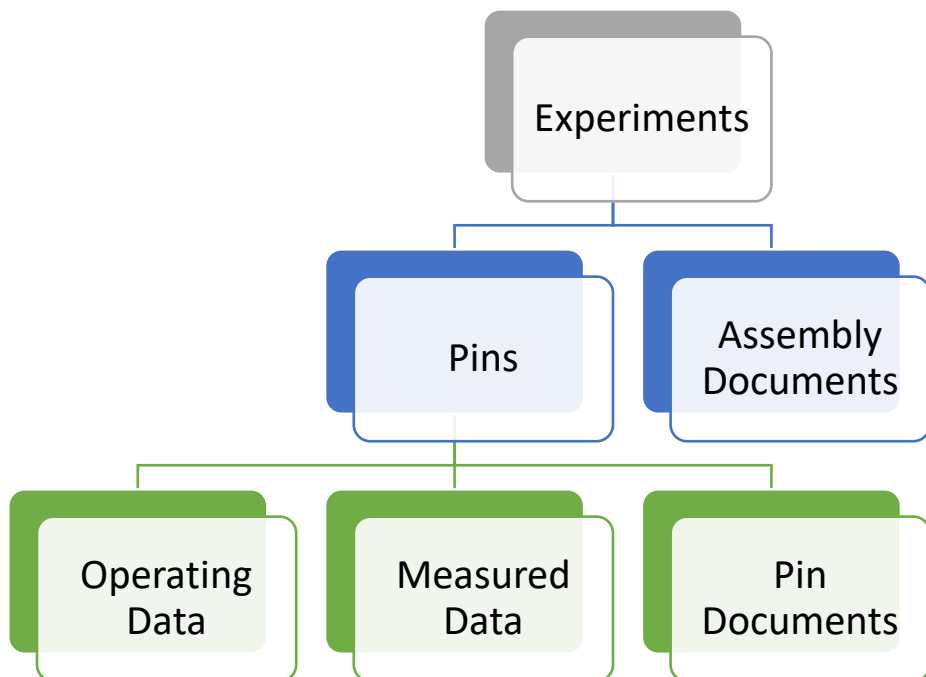 Experiments
Pins
Assembly
Documents
Operating
Data
Measured
Data
Pin
Documents